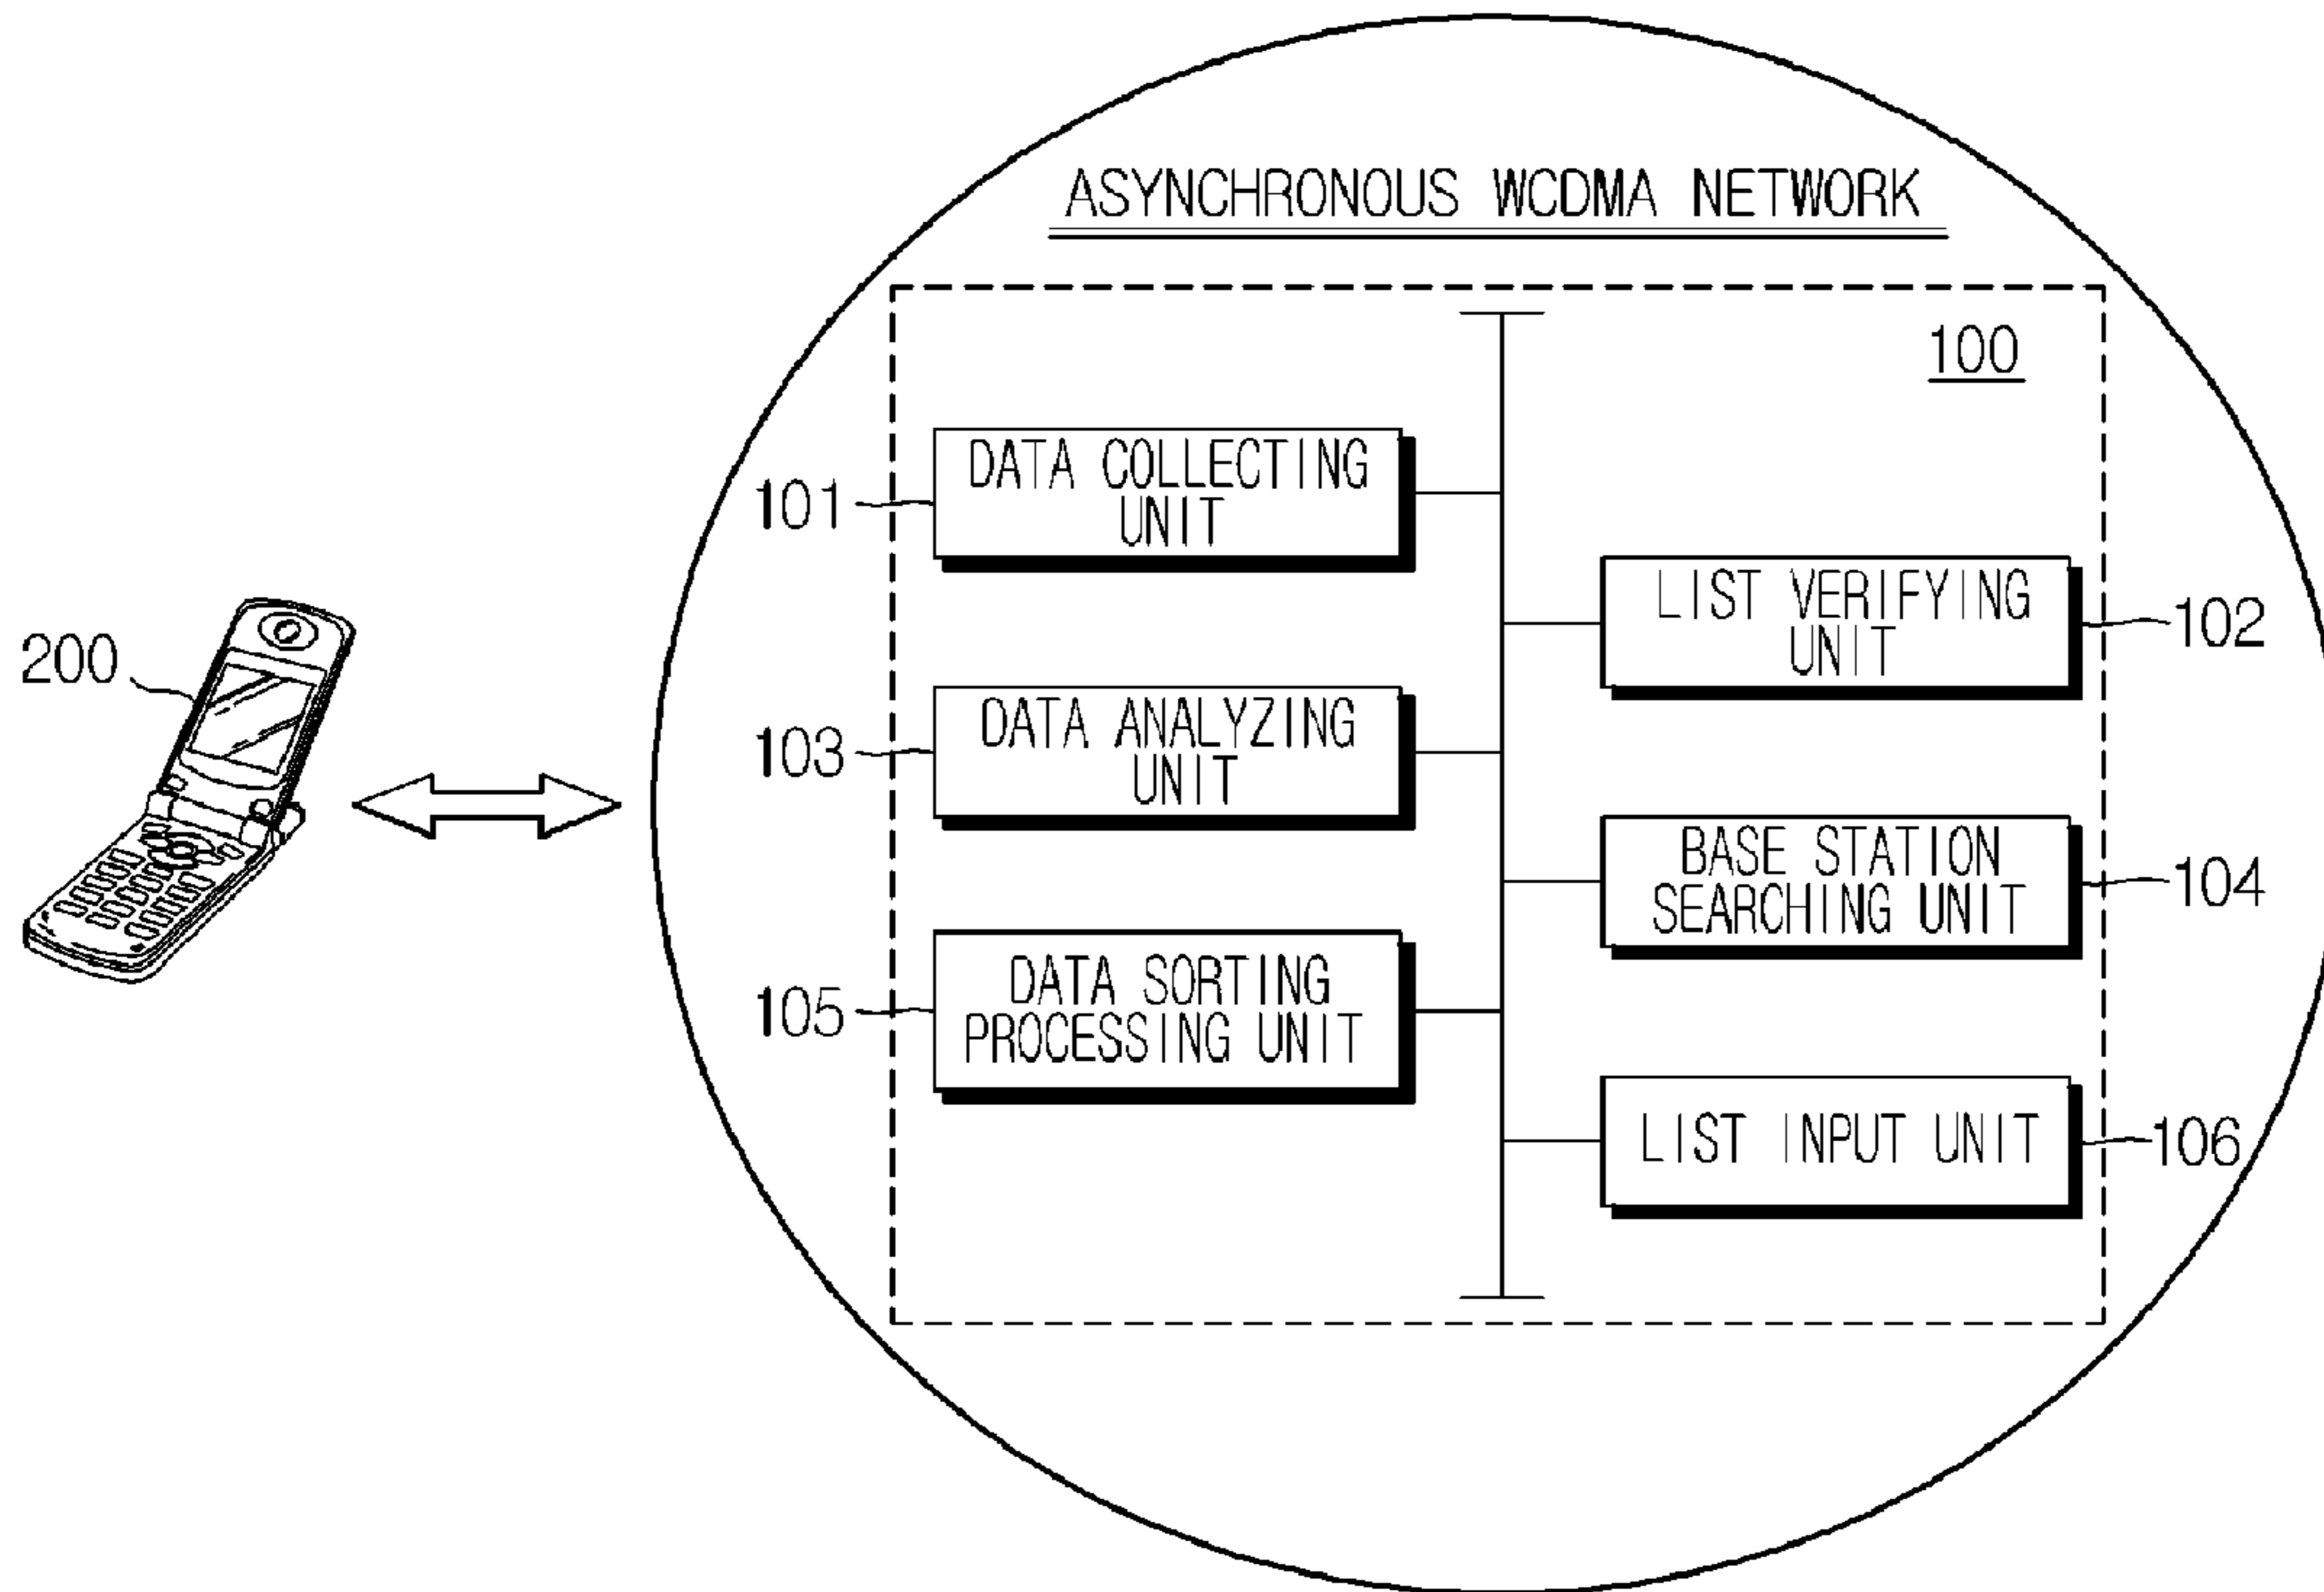 ASYNCHRONOUS WCDMA NETWORK
100
101
DATA COLLECTING
UNIT
LIST VERIFYING
UNIT
102
200
103
DATA ANALYZING
UNIT
BASE STATION
SEARCHING UNIT
104
105
DATA SORTING
PROCESSING UNIT
LIST INPUT UNIT
106